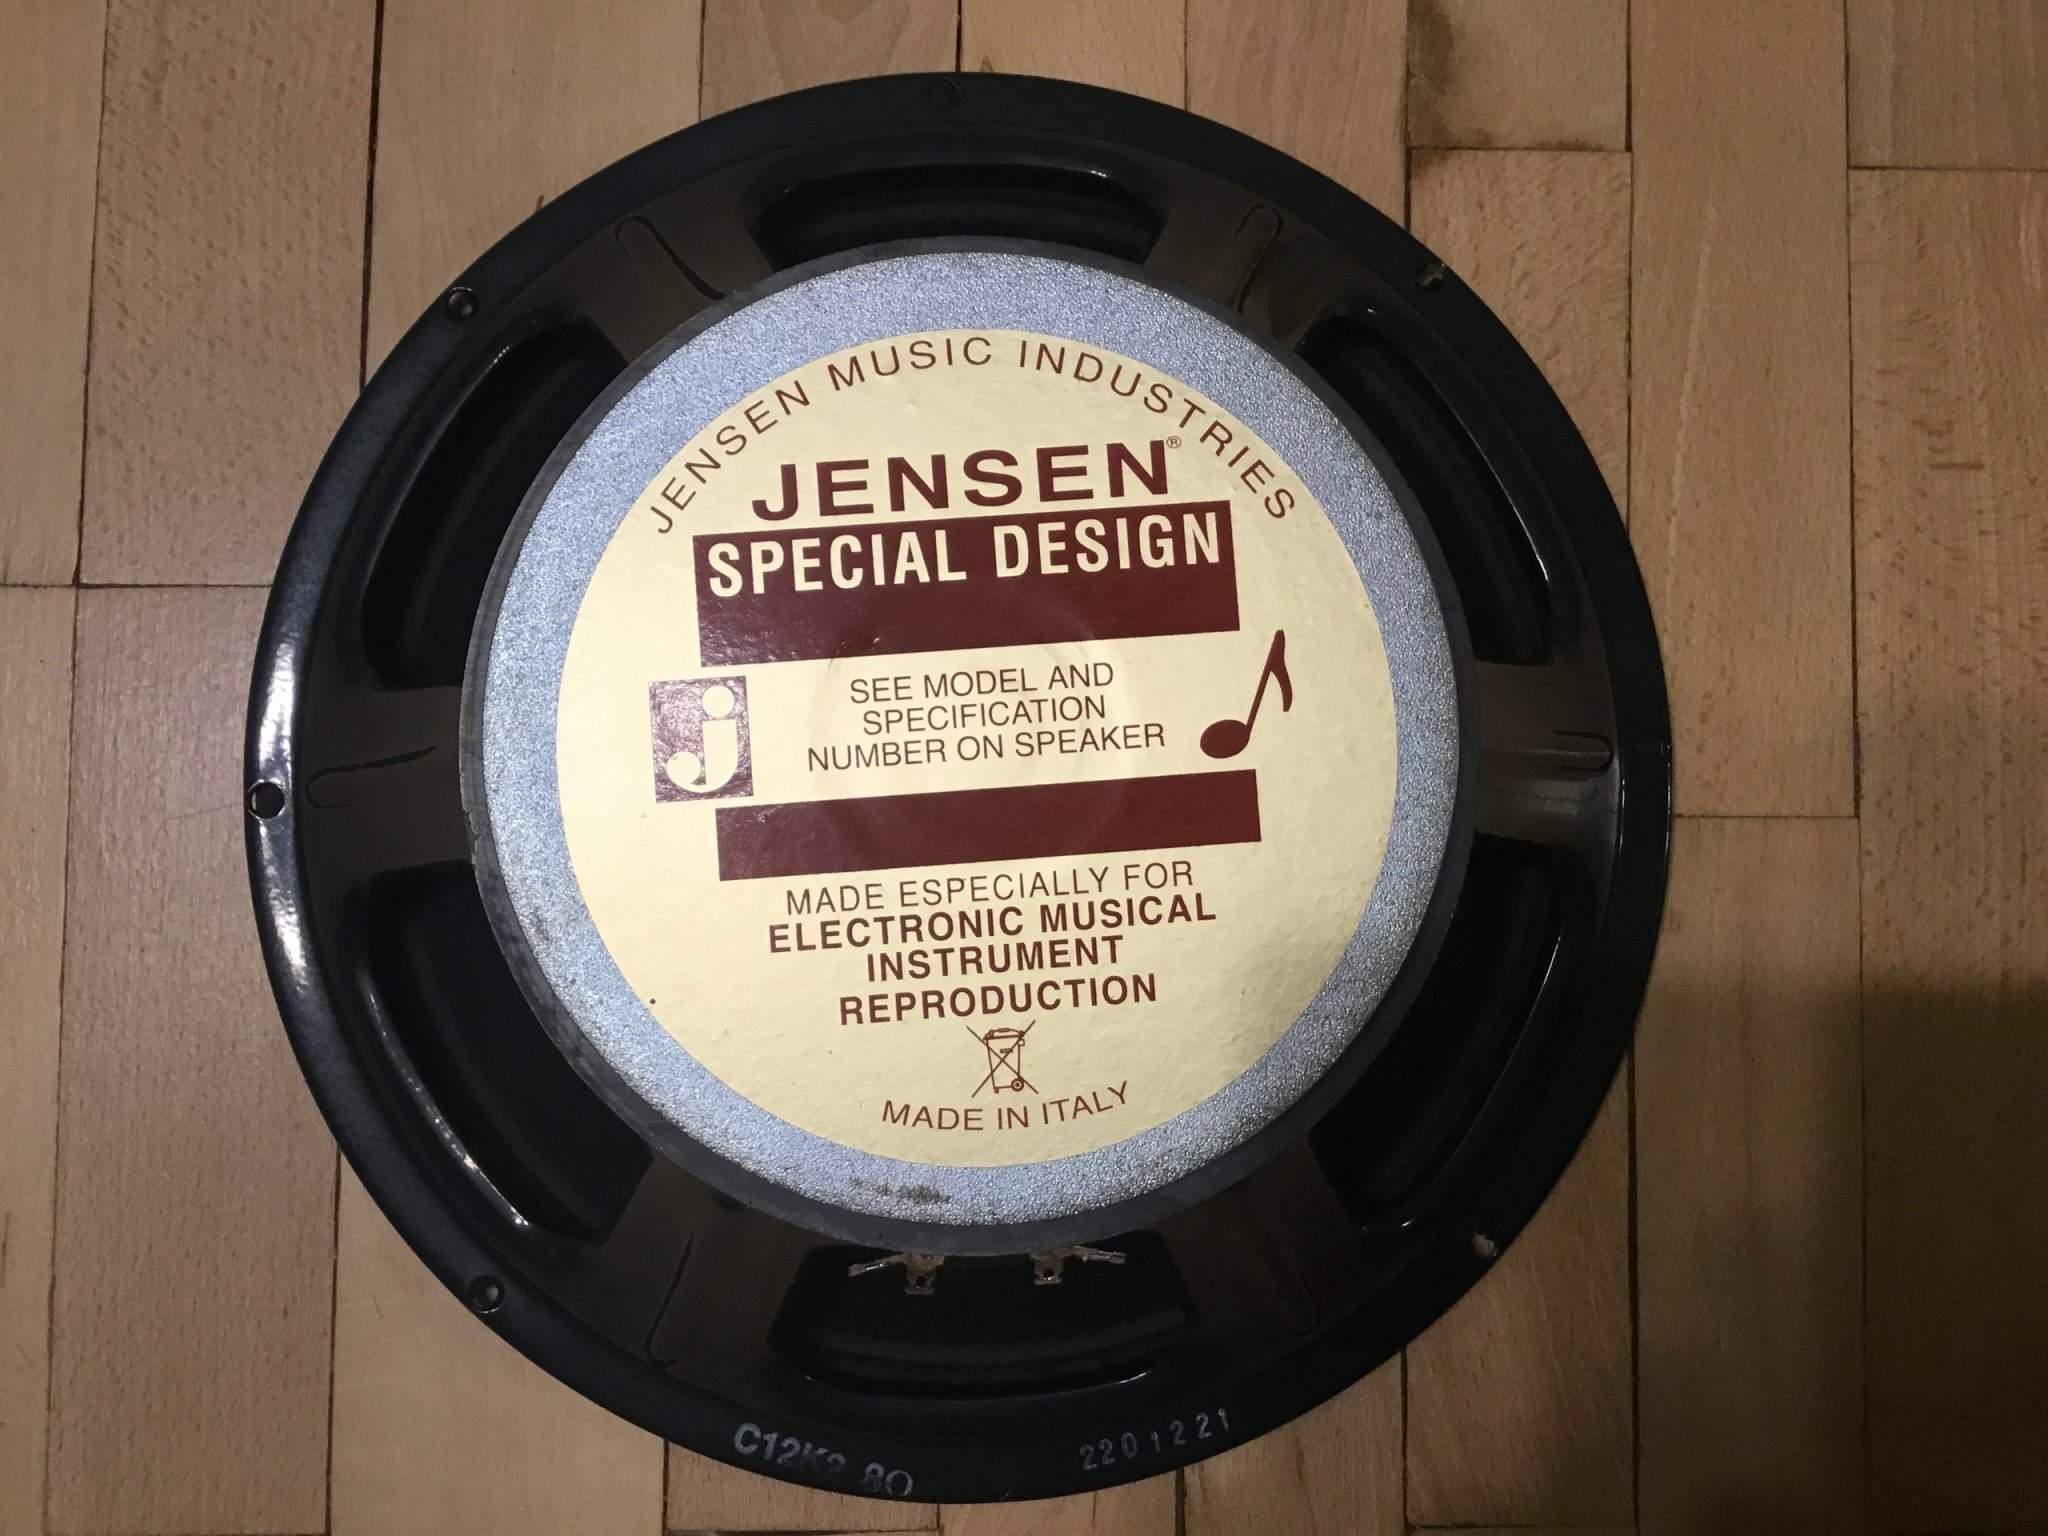 JENSEN MUSIC INDUSTRIES
JENSEN®
SPECIAL DESIGN
j
SEE MODEL AND
SPECIFICATION
NUMBER ON SPEAKER
MADE ESPECIALLY FOR
ELECTRONIC MUSICAL
INSTRUMENT
REPRODUCTION
MADE IN ITALY
C12K2 8Ω
2201221